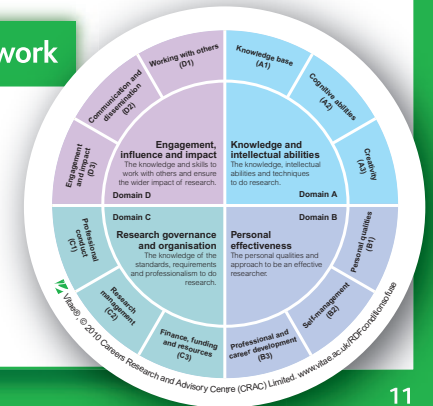 work
Working with others
(D1)
Knowledge base
(A1)
Communication and
dissemination
(D2)
Cognitive abilities
(A2)
Engagement
and impact
(D3)
Creativity
(A3)
Engagement,
influence and impact
The knowledge and skills to
work with others and ensure
the wider impact of research.
Domain D
Knowledge and
intellectual abilities
The knowledge, intellectual
abilities and techniques
to do research.
Domain A
Domain C
Research governance
and organisation
The knowledge of the
standards, requirements
and professionalism to do
research.
Domain B
Personal
effectiveness
The personal qualities and
approach to be an effective
researcher.
Professional
conduct
(C1)
Personal qualities
(B1)
Research
management
(C2)
Self-management
(B2)
Finance, funding
and resources
(C3)
Professional and
career development
(B3)
Vitae®, © 2010 Careers Research and Advisory Centre (CRAC) Limited. www.vitae.ac.uk/RDFconditionsofuse
11